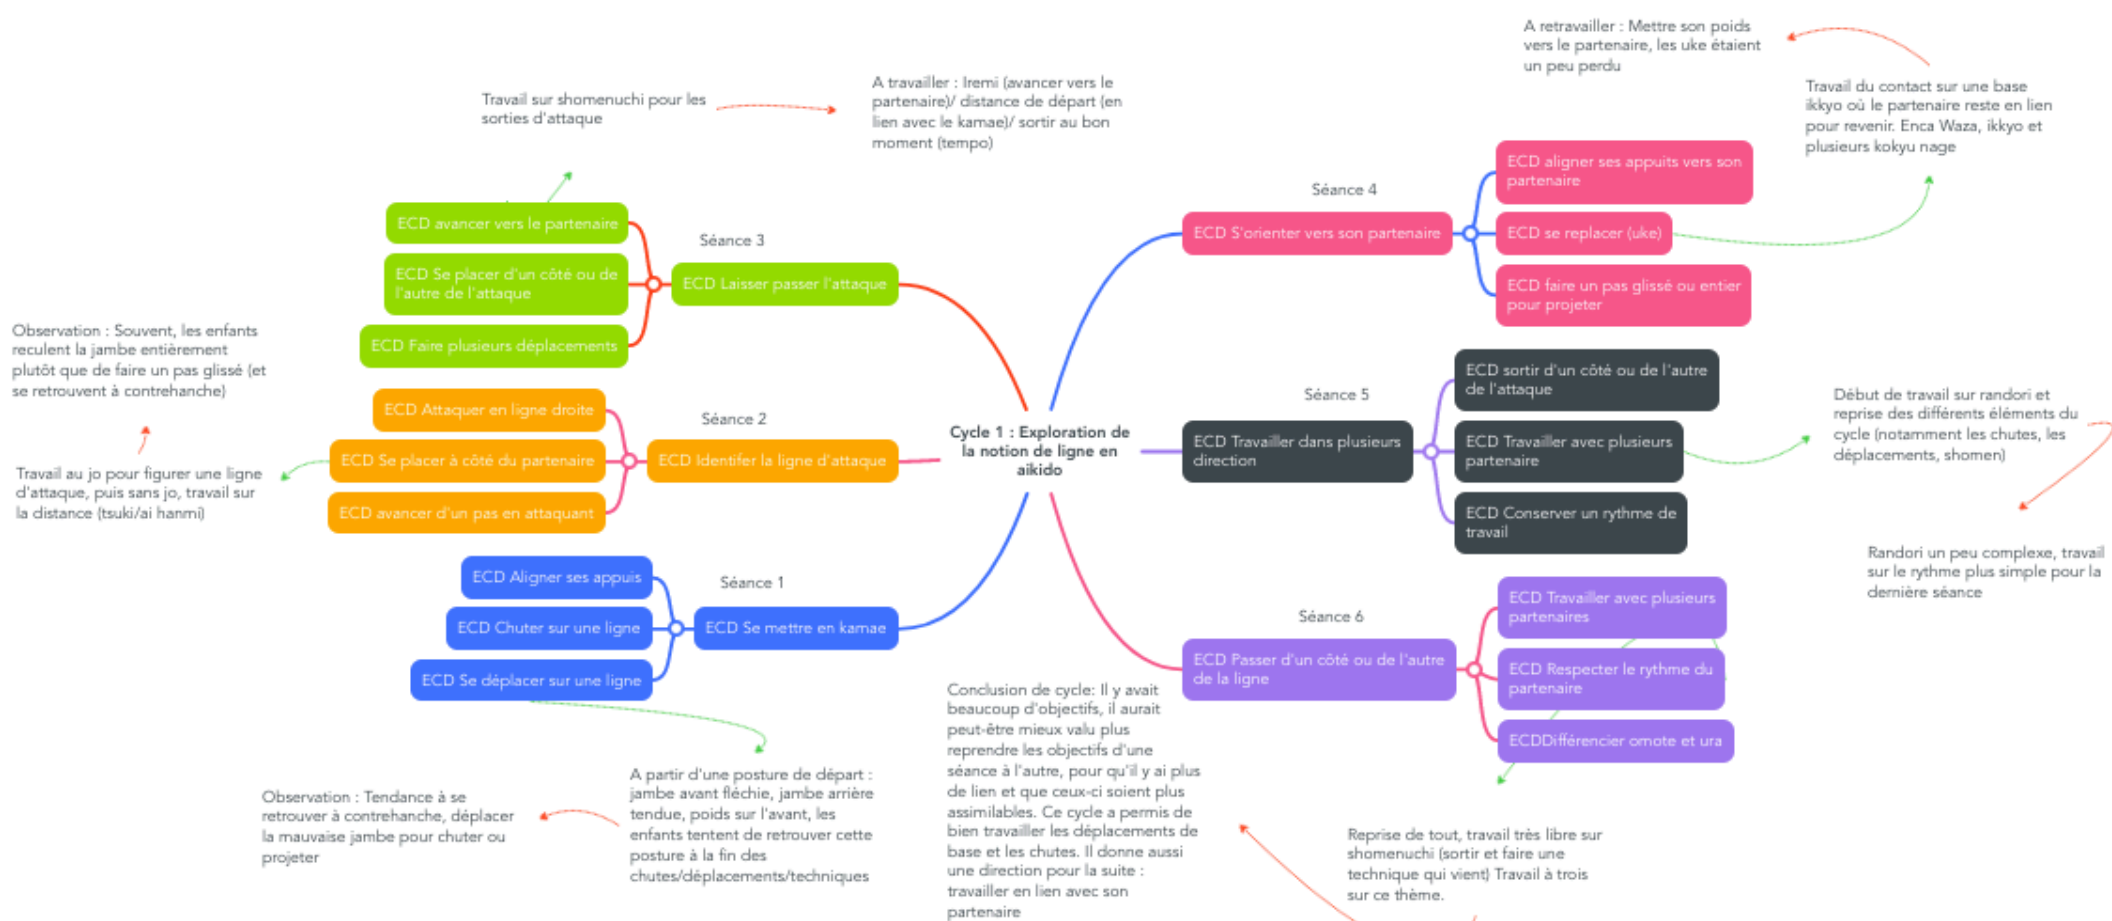 A retravailler : Mettre son poids
vers le partenaire, les uke étaient
un peu perdu
Travail du contact sur une base
ikkyo où le partenaire reste en lien
pour revenir. Enca Waza, ikkyo et
plusieurs kokyu nage
Travail sur shomenuchi pour les
sorties d'attaque
A travailler : Iremi (avancer vers le
partenaire)/ distance de départ (en
lien avec le kamae)/ sortir au bon
moment (tempo)
Séance 3
ECD Laisser passer l'attaque
ECD avancer vers le partenaire
ECD Se placer d'un côté ou de
l'autre de l'attaque
ECD Faire plusieurs déplacements
Séance 4
ECD S'orienter vers son partenaire
ECD aligner ses appuits vers son
partenaire
ECD se replacer (uke)
ECD faire un pas glissé ou entier
pour projeter
Observation : Souvent, les enfants
reculent la jambe entièrement
plutôt que de faire un pas glissé (et
se retrouvent à contrehanche)
Travail au jo pour figurer une ligne
d'attaque, puis sans jo, travail sur
la distance (tsuki/ai hanmi)
Séance 2
ECD Identifer la ligne d'attaque
ECD Attaquer en ligne droite
ECD Se placer à côté du partenaire
ECD avancer d'un pas en attaquant
Cycle 1 : Exploration de
la notion de ligne en
aïkido
Séance 5
ECD Travailler dans plusieurs
direction
ECD sortir d'un côté ou de l'autre
de l'attaque
ECD Travailler avec plusieurs
partenaire
ECD Conserver un rythme de
travail
Début de travail sur randori et
reprise des différents éléments du
cycle (notamment les chutes, les
déplacements, shomen)
Randori un peu complexe, travail
sur le rythme plus simple pour la
dernière séance
Séance 1
ECD Se mettre en kamae
ECD Aligner ses appuis
ECD Chuter sur une ligne
ECD Se déplacer sur une ligne
A partir d'une posture de départ :
jambe avant fléchie, jambe arrière
tendue, poids sur l'avant, les
enfants tentent de retrouver cette
posture à la fin des
chutes/déplacements/techniques
Observation : Tendance à se
retrouver à contrehanche, déplacer
la mauvaise jambe pour chuter ou
projeter
Séance 6
ECD Passer d'un côté ou de l'autre
de la ligne
ECD Travailler avec plusieurs
partenaires
ECD Respecter le rythme du
partenaire
ECDDifférencier omote et ura
Reprise de tout, travail très libre sur
shomenuchi (sortir et faire une
technique qui vient) Travail à trois
sur ce thème.
Conclusion de cycle: Il y avait
beaucoup d'objectifs, il aurait
peut-être mieux valu plus
reprendre les objectifs d'une
séance à l'autre, pour qu'il y ai plus
de lien et que ceux-ci soient plus
assimilables. Ce cycle a permis de
bien travailler les déplacements de
base et les chutes. Il donne aussi
une direction pour la suite :
travailler en lien avec son
partenaire